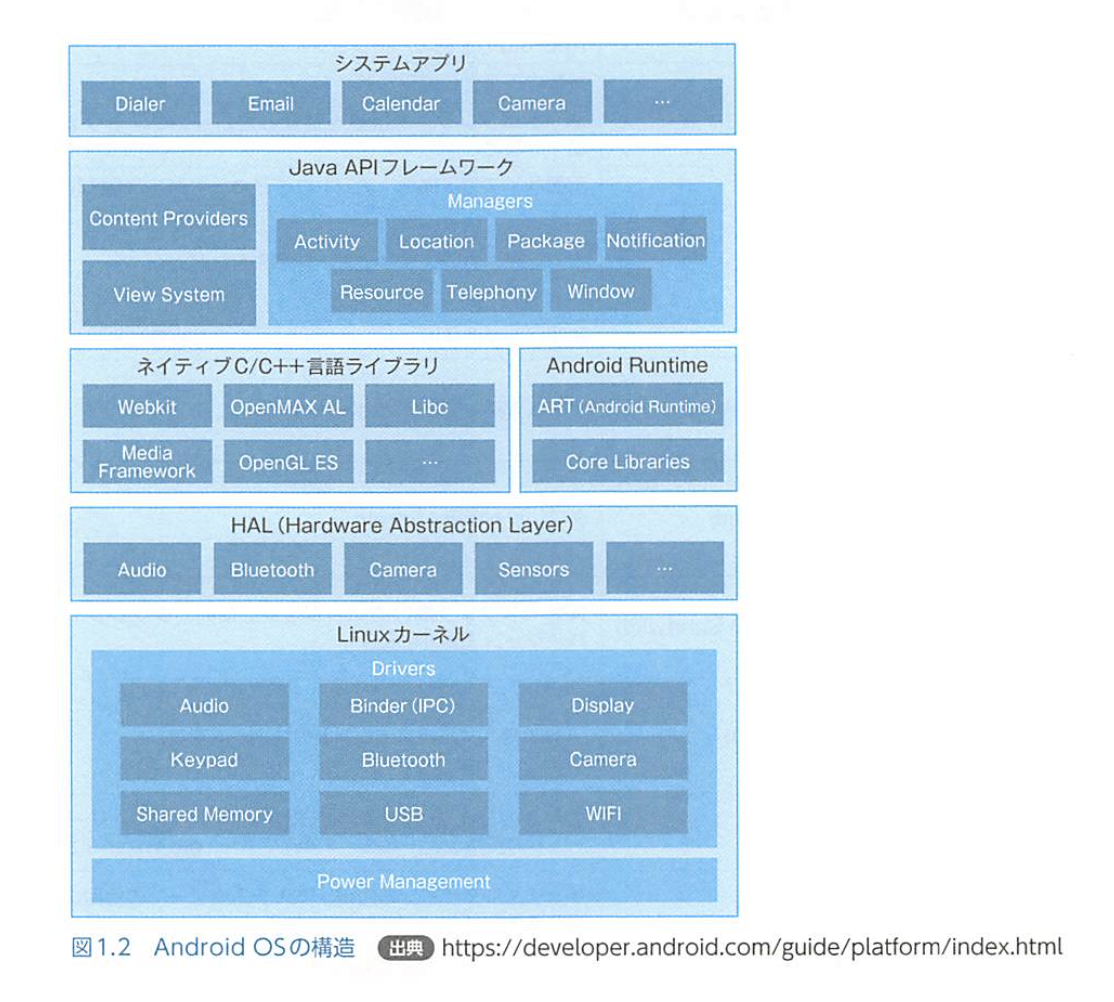 システムアプリ
Dialer
Email
Calendar
Camera
…
Java APIフレームワーク
Content Providers
View System
Managers
Activity
Location
Package
Notification
Resource
Telephony
Window
ネイティブC/C++言語ライブラリ
Webkit
OpenMAX AL
Libc
Media
Framework
OpenGL ES
…
Android Runtime
ART（Android Runtime）
Core Libraries
HAL（Hardware Abstraction Layer）
Audio
Bluetooth
Camera
Sensors
…
Linuxカーネル
Drivers
Audio
Binder（IPC）
Display
Keypad
Bluetooth
Camera
Shared Memory
USB
WIFI
Power Management
図1.2 Android OSの構造 出典 https://developer.android.com/guide/platform/index.html